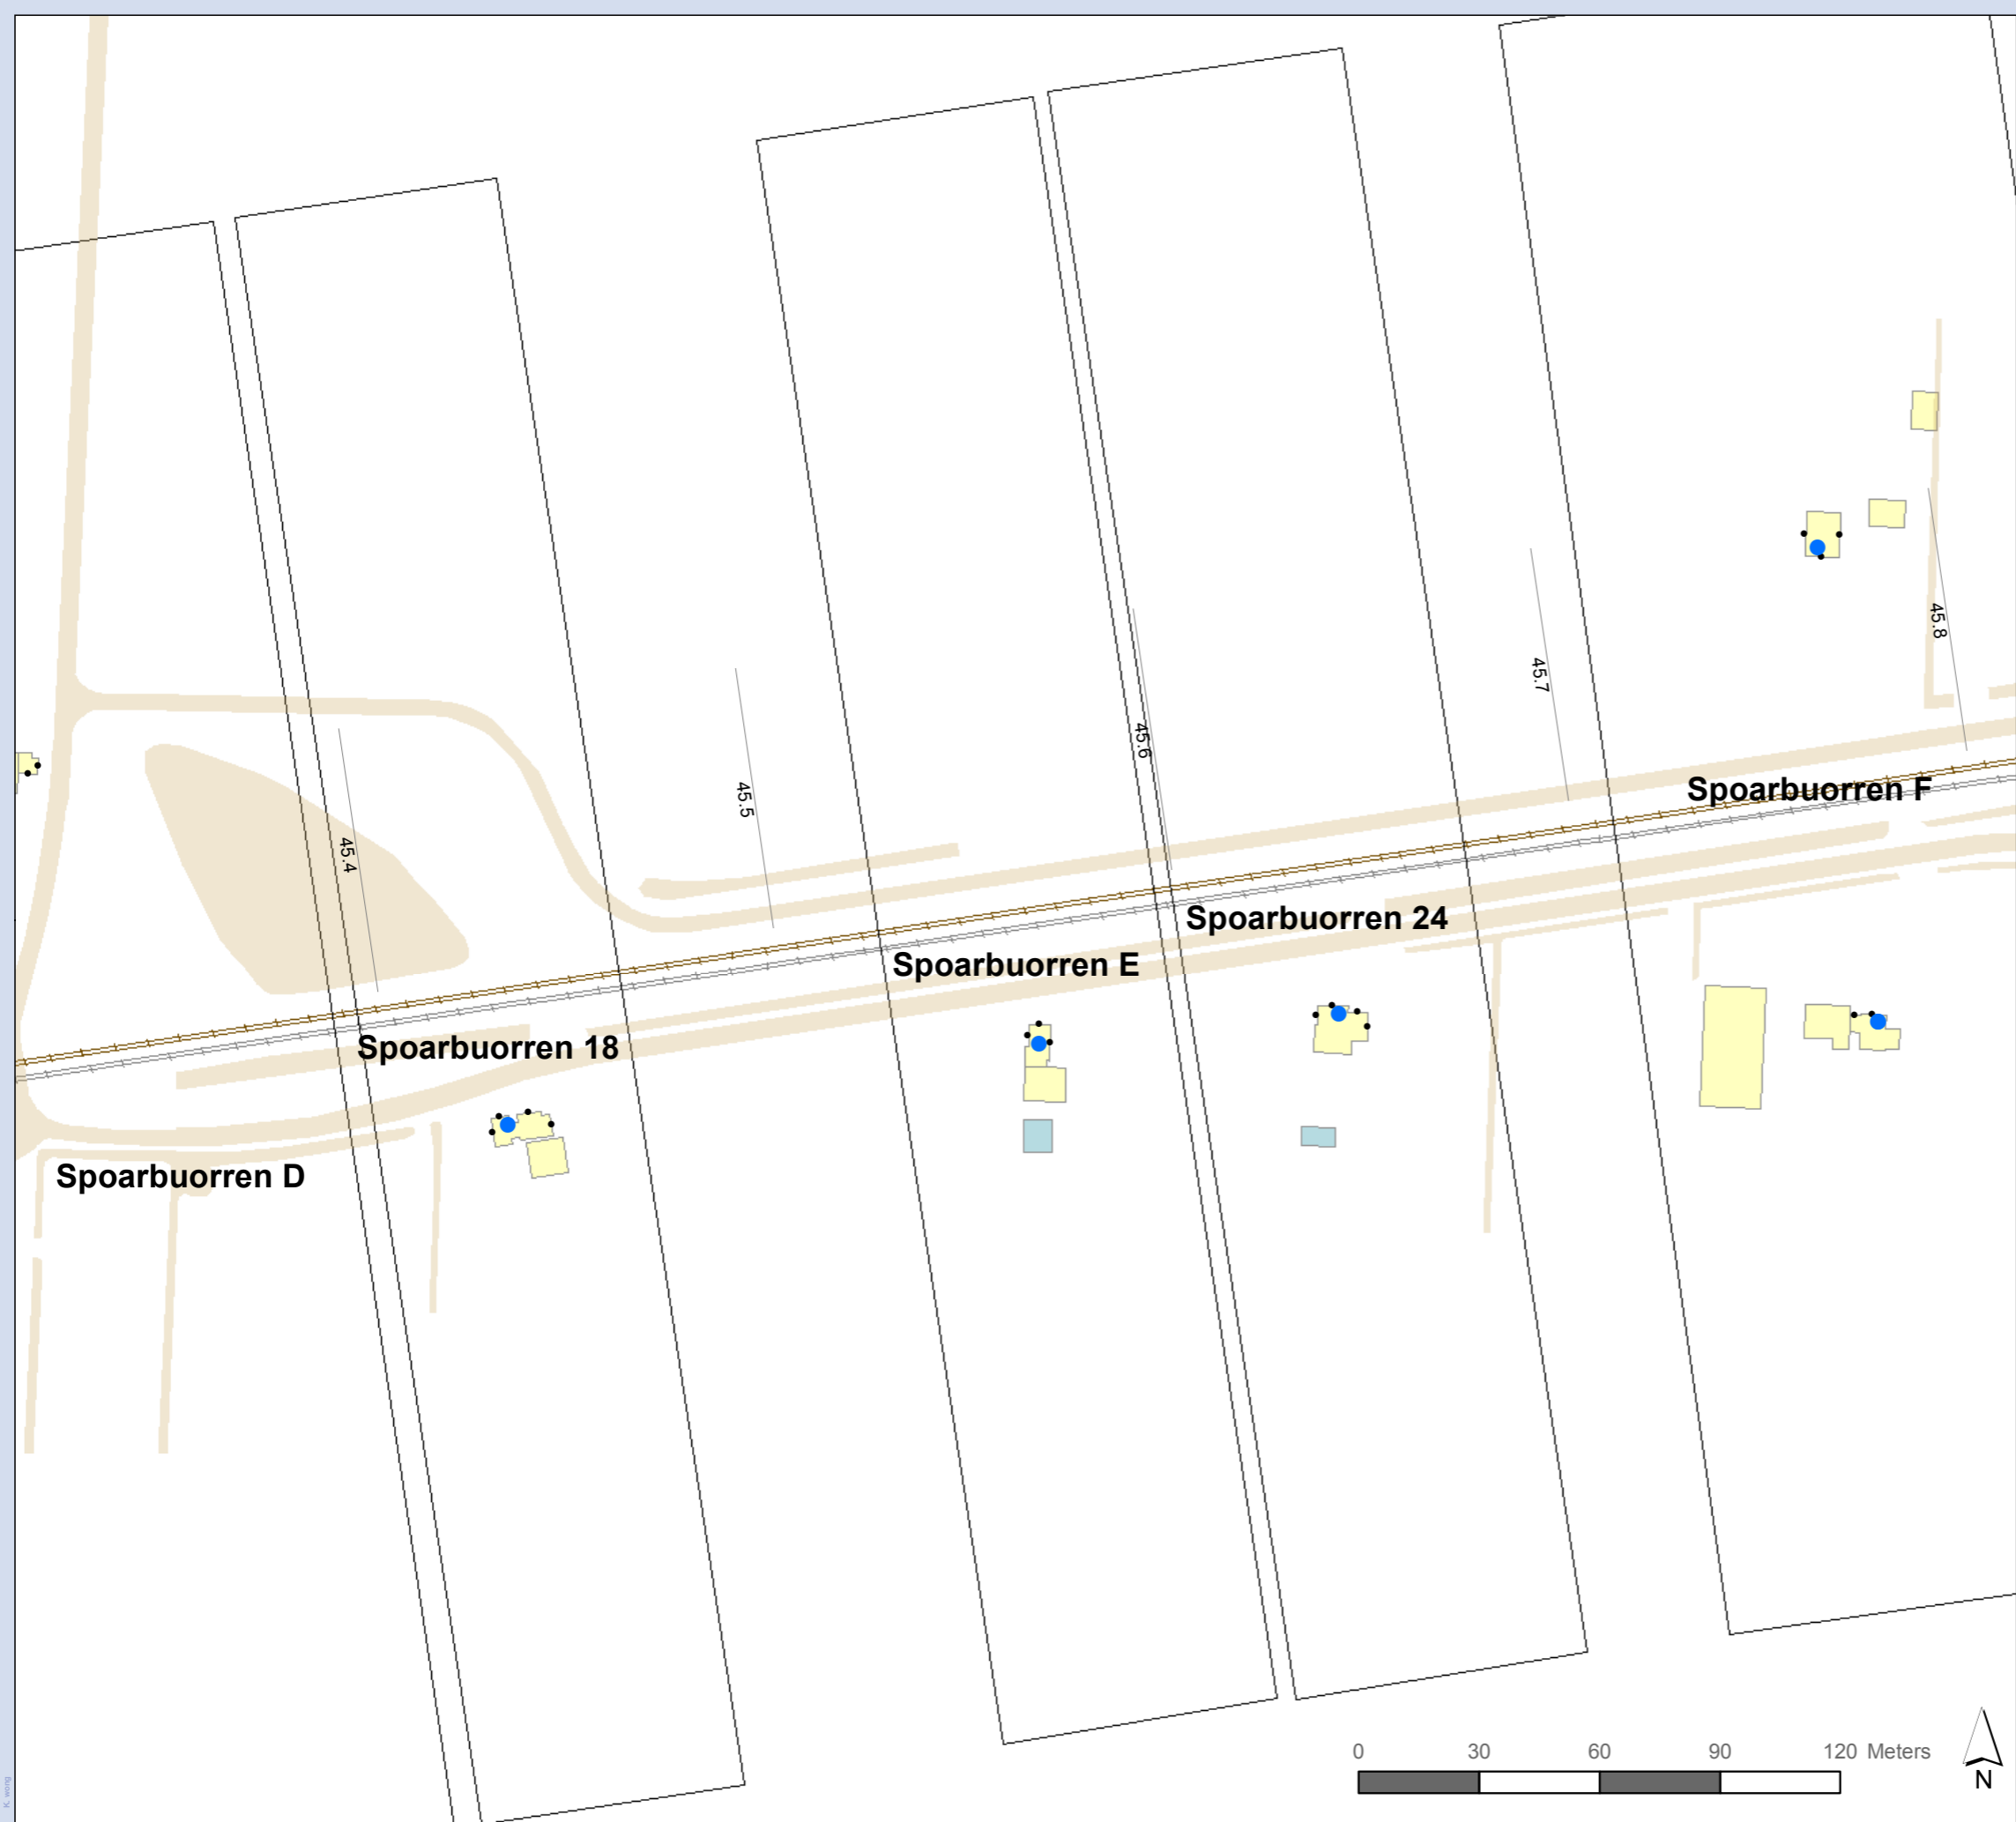 45.8
45.7
45.6
Spoarbuorren F
45.5
45.4
Spoarbuorren 24
Spoarbuorren E
Spoarbuorren 18
Spoarbuorren D
0 30 60 90 120 Meters
N
K. wong